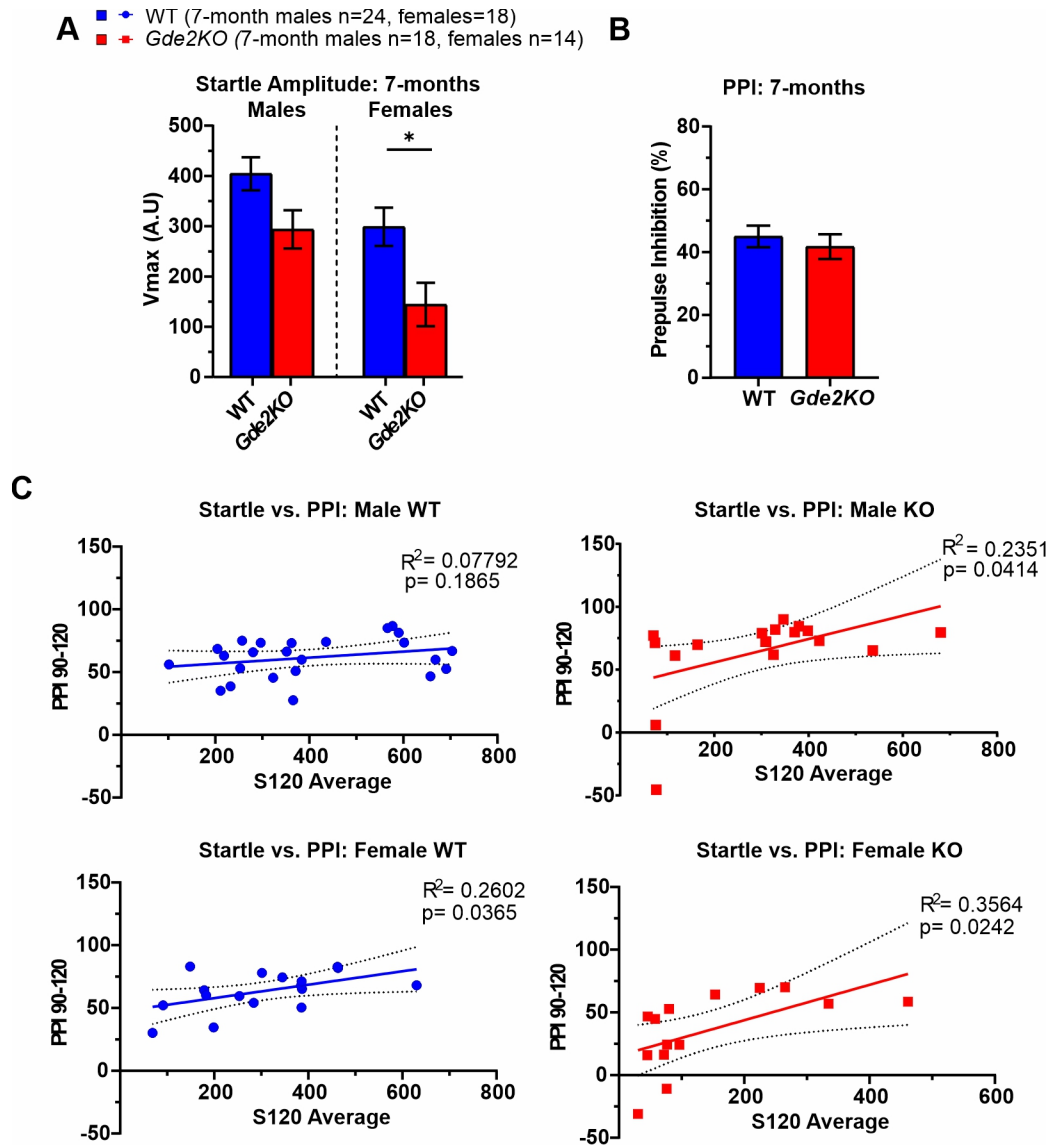 A
WT (7-month males n=24, females=18)
Gde2KO (7-month males n=18, females n=14)
B
Startle Amplitude: 7-months
Males Females
500
400
300
200
100
0
Vmax (A.U)
*
WT
Gde2KO
WT
Gde2KO
PPI: 7-months
80
60
40
20
0
Prepulse Inhibition (%)
WT Gde2KO
C
Startle vs. PPI: Male WT
R²= 0.07792
p= 0.1865
150
100
50
0
-50
PPI 90-120
200 400 600 800
S120 Average
Startle vs. PPI: Male KO
R²= 0.2351
p= 0.0414
150
100
50
0
-50
PPI 90-120
200 400 600 800
S120 Average
Startle vs. PPI: Female WT
R²= 0.2602
p= 0.0365
150
100
50
0
-50
PPI 90-120
200 400 600 800
S120 Average
Startle vs. PPI: Female KO
R²= 0.3564
p= 0.0242
150
100
50
0
-50
PPI 90-120
200 400 600
S120 Average